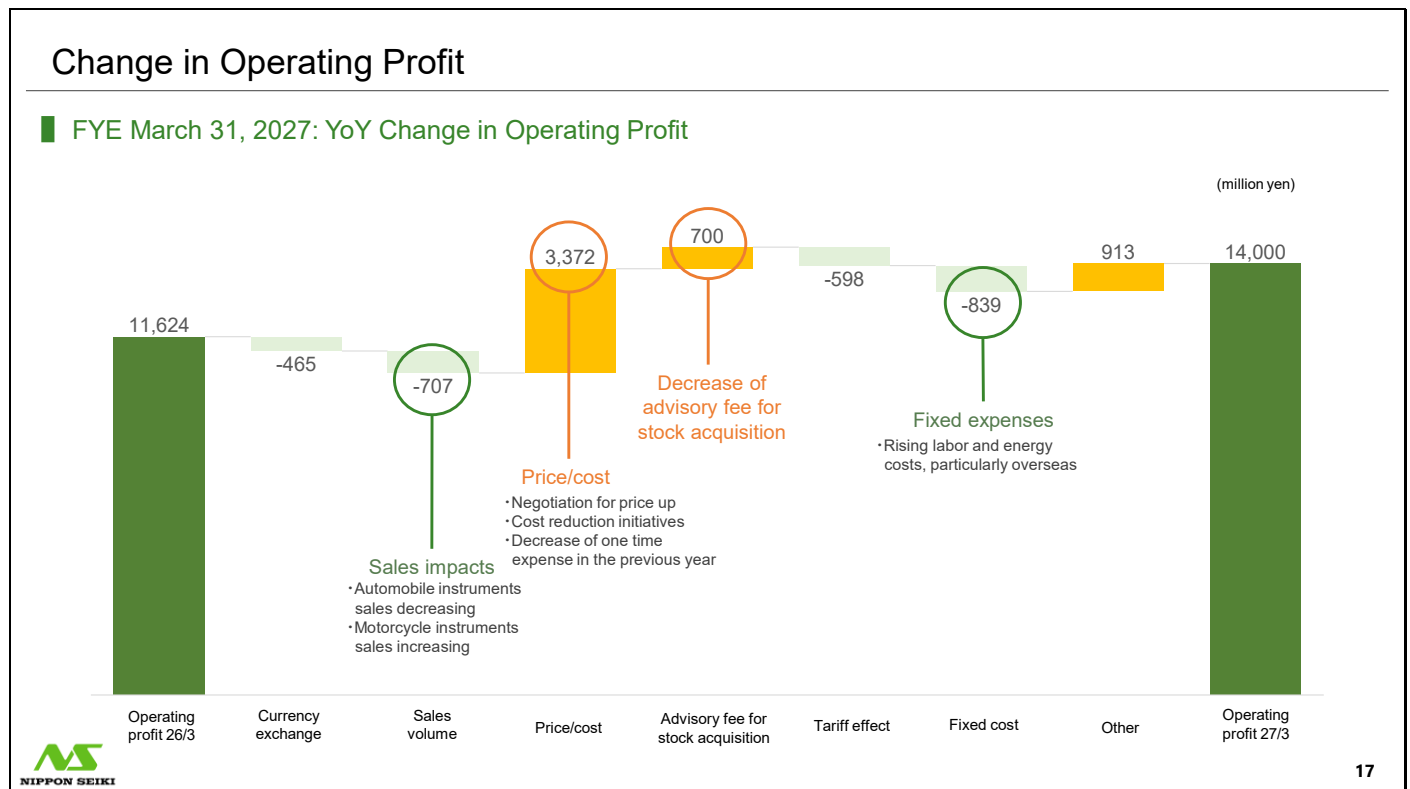 Change in Operating Profit
FYE March 31, 2027: YoY Change in Operating Profit
(million yen)
11,624
-465
-707
3,372
700
-598
-839
913
14,000
Decrease of
advisory fee for
stock acquisition
Fixed expenses
・Rising labor and energy
costs, particularly overseas
Price/cost
・Negotiation for price up
・Cost reduction initiatives
・Decrease of one time
expense in the previous year
Sales impacts
・Automobile instruments
sales decreasing
・Motorcycle instruments
sales increasing
Operating
profit 26/3
Currency
exchange
Sales
volume
Price/cost
Advisory fee for
stock acquisition
Tariff effect
Fixed cost
Other
Operating
profit 27/3
NS
NIPPON SEIKI
17